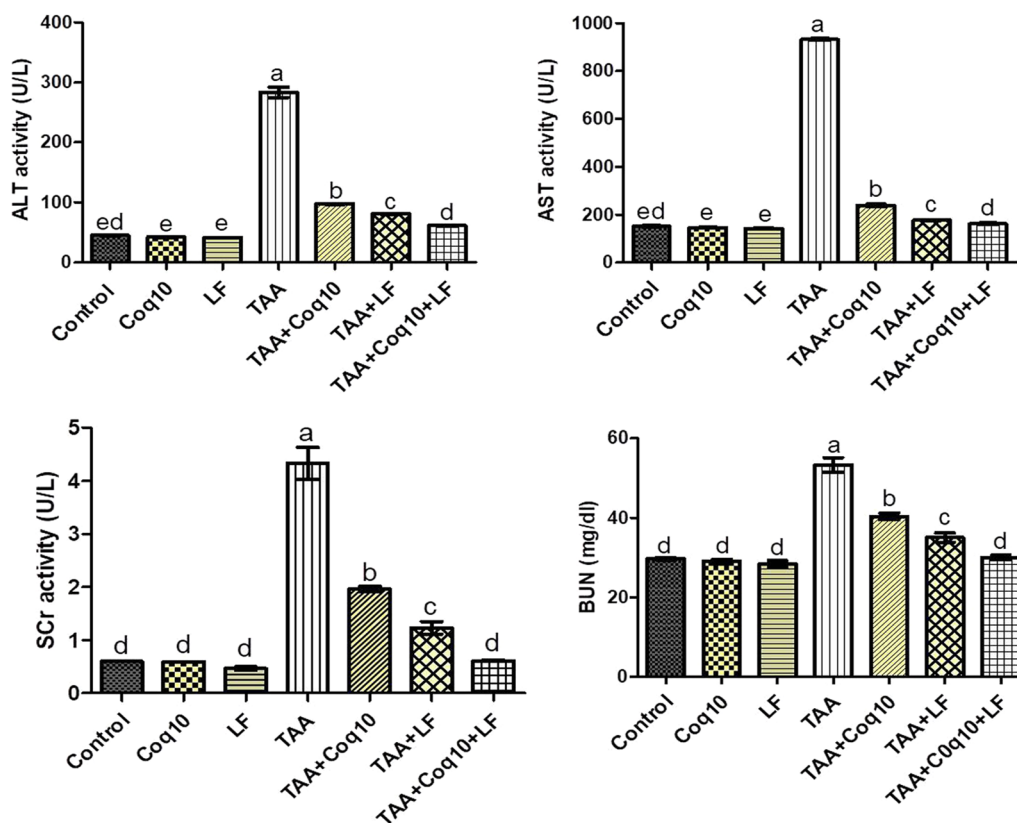 ALT activity (U/L)
400
300
200
100
0
ed
e
e
a
b
c
d
Control
Coq10
LF
TAA
TAA+Coq10
TAA+LF
TAA+Coq10+LF
AST activity (U/L)
1000
800
600
400
200
0
ed
e
e
a
b
c
d
Control
Coq10
LF
TAA
TAA+Coq10
TAA+LF
TAA+Coq10+LF
SCr activity (U/L)
5
4
3
2
1
0
d
d
d
a
b
c
d
Control
Coq10
LF
TAA
TAA+Coq10
TAA+LF
TAA+Coq10+LF
BUN (mg/dl)
60
40
20
0
d
d
d
a
b
c
d
Control
Coq10
LF
TAA
TAA+Coq10
TAA+LF
TAA+C0q10+LF